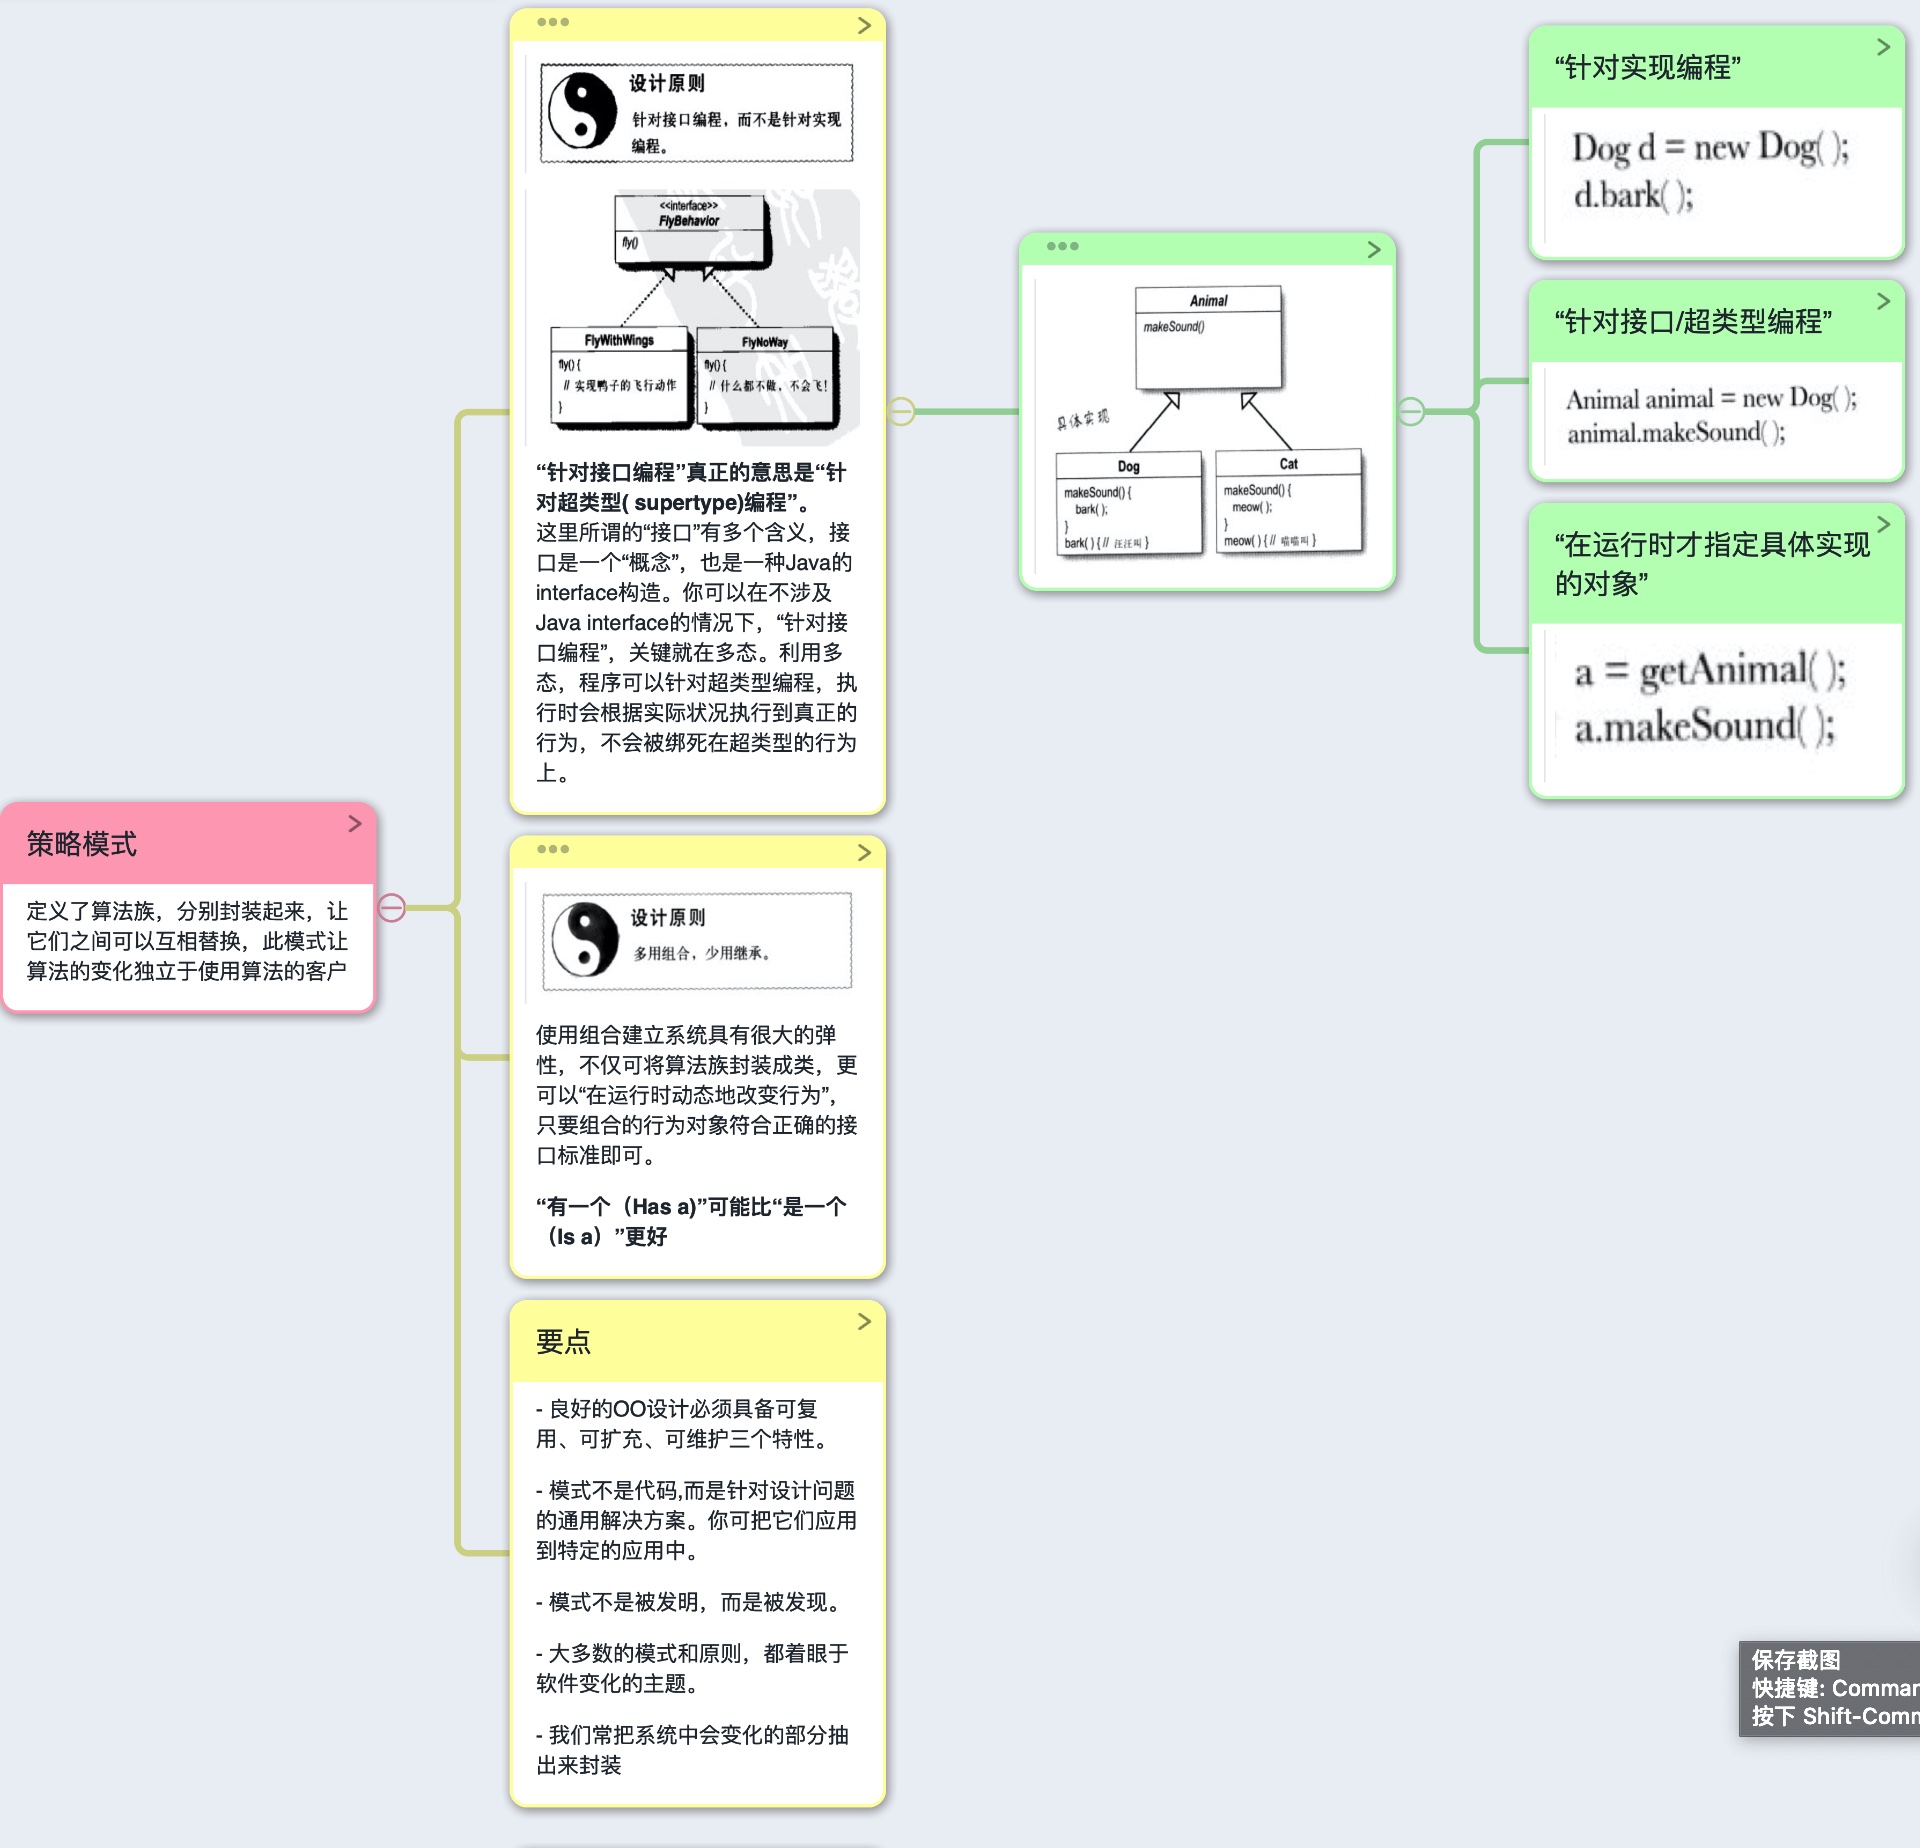 策略模式
定义了算法族，分别封装起来，让
它们之间可以互相替换，此模式让
算法的变化独立于使用算法的客户
设计原则
针对接口编程，而不是针对实现
编程。
<<interface>>
FlyBehavior
fly()
FlyWithWings
fly() {
// 实现鸭子的飞行动作
}
FlyNoWay
fly() {
// 什么都不做，不会飞！
}
“针对接口编程”真正的意思是“针
对超类型( supertype)编程”。
这里所谓的“接口”有多个含义，接
口是一个“概念”，也是一种Java的
interface构造。你可以在不涉及
Java interface的情况下，“针对接
口编程”，关键就在多态。利用多
态，程序可以针对超类型编程，执
行时会根据实际状况执行到真正的
行为，不会被绑死在超类型的行为
上。
Animal
makeSound()
具体实现
Dog
makeSound() {
bark( );
}
bark( ) { // 汪汪叫 }
Cat
makeSound() {
meow( );
}
meow( ) { // 喵喵叫 }
“针对实现编程”
Dog d = new Dog( );
d.bark( );
“针对接口/超类型编程”
Animal animal = new Dog( );
animal.makeSound( );
“在运行时才指定具体实现
的对象”
a = getAnimal( );
a.makeSound( );
设计原则
多用组合，少用继承。
使用组合建立系统具有很大的弹
性，不仅可将算法族封装成类，更
可以“在运行时动态地改变行为”，
只要组合的行为对象符合正确的接
口标准即可。
“有一个（Has a)”可能比“是一个
（Is a）”更好
要点
- 良好的OO设计必须具备可复
用、可扩充、可维护三个特性。
- 模式不是代码,而是针对设计问题
的通用解决方案。你可把它们应用
到特定的应用中。
- 模式不是被发明，而是被发现。
- 大多数的模式和原则，都着眼于
软件变化的主题。
- 我们常把系统中会变化的部分抽
出来封装
保存截图
快捷键: Comman
按下 Shift-Comm